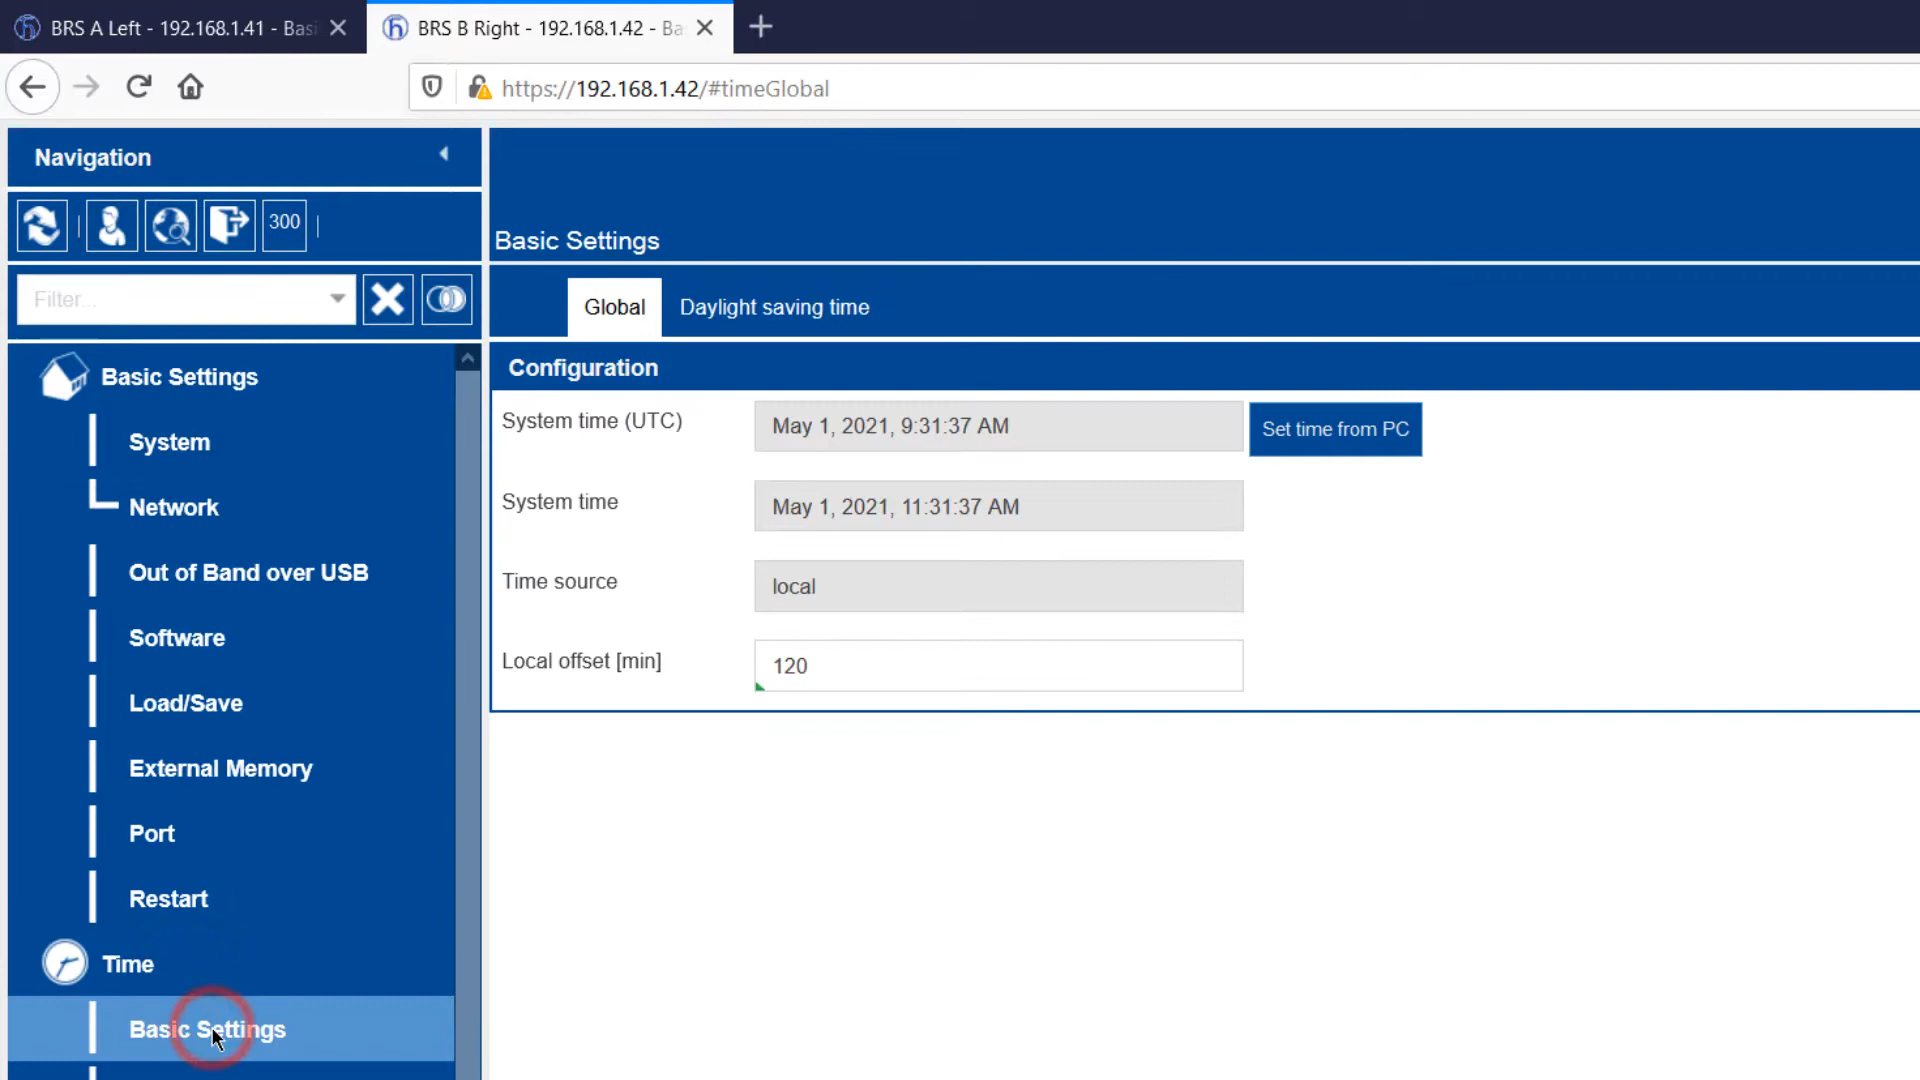 BRS A Left - 192.168.1.41 - Basi
BRS B Right - 192.168.1.42 - Ba
https://192.168.1.42/#timeGlobal
Navigation
300
Basic Settings
Filter...
Global
Daylight saving time
Configuration
Basic Settings
System
Network
Out of Band over USB
Software
Load/Save
External Memory
Port
Restart
Time
Basic Settings
System time (UTC)
May 1, 2021, 9:31:37 AM
Set time from PC
System time
May 1, 2021, 11:31:37 AM
Time source
local
Local offset [min]
120